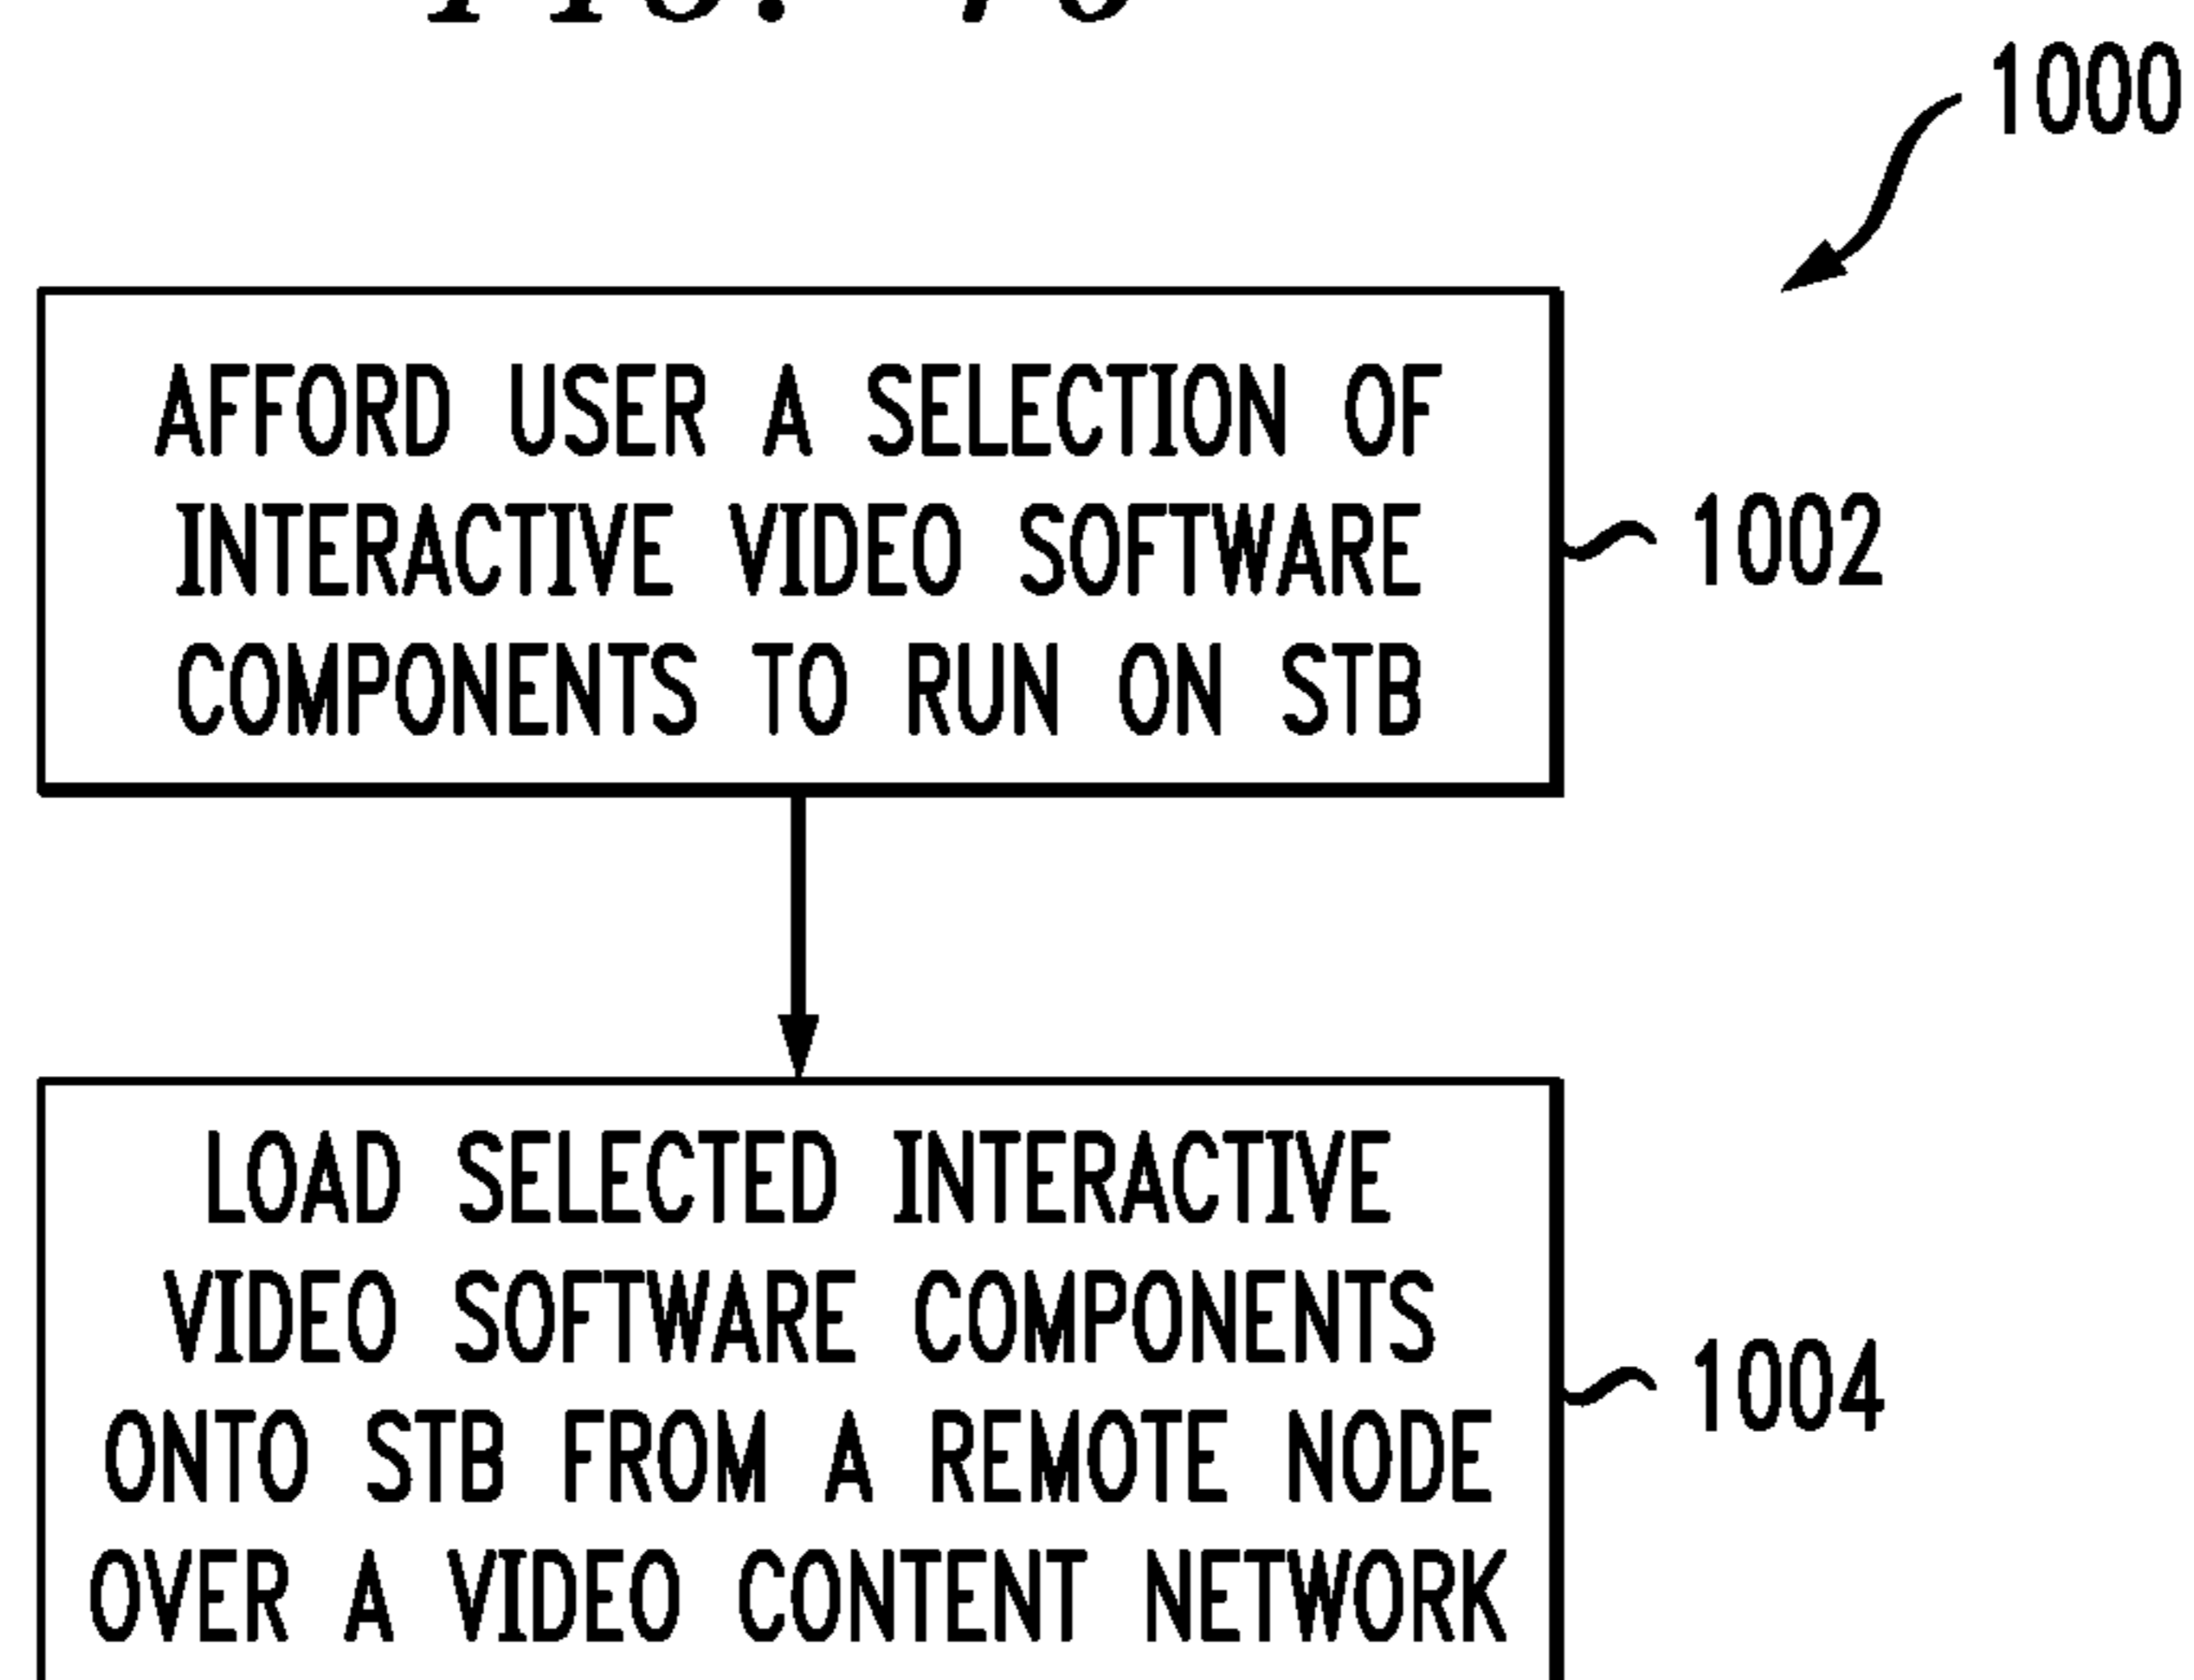 1000
AFFORD USER A SELECTION OF
INTERACTIVE VIDEO SOFTWARE
COMPONENTS TO RUN ON STB
1002
LOAD SELECTED INTERACTIVE
VIDEO SOFTWARE COMPONENTS
ONTO STB FROM A REMOTE NODE
OVER A VIDEO CONTENT NETWORK
1004